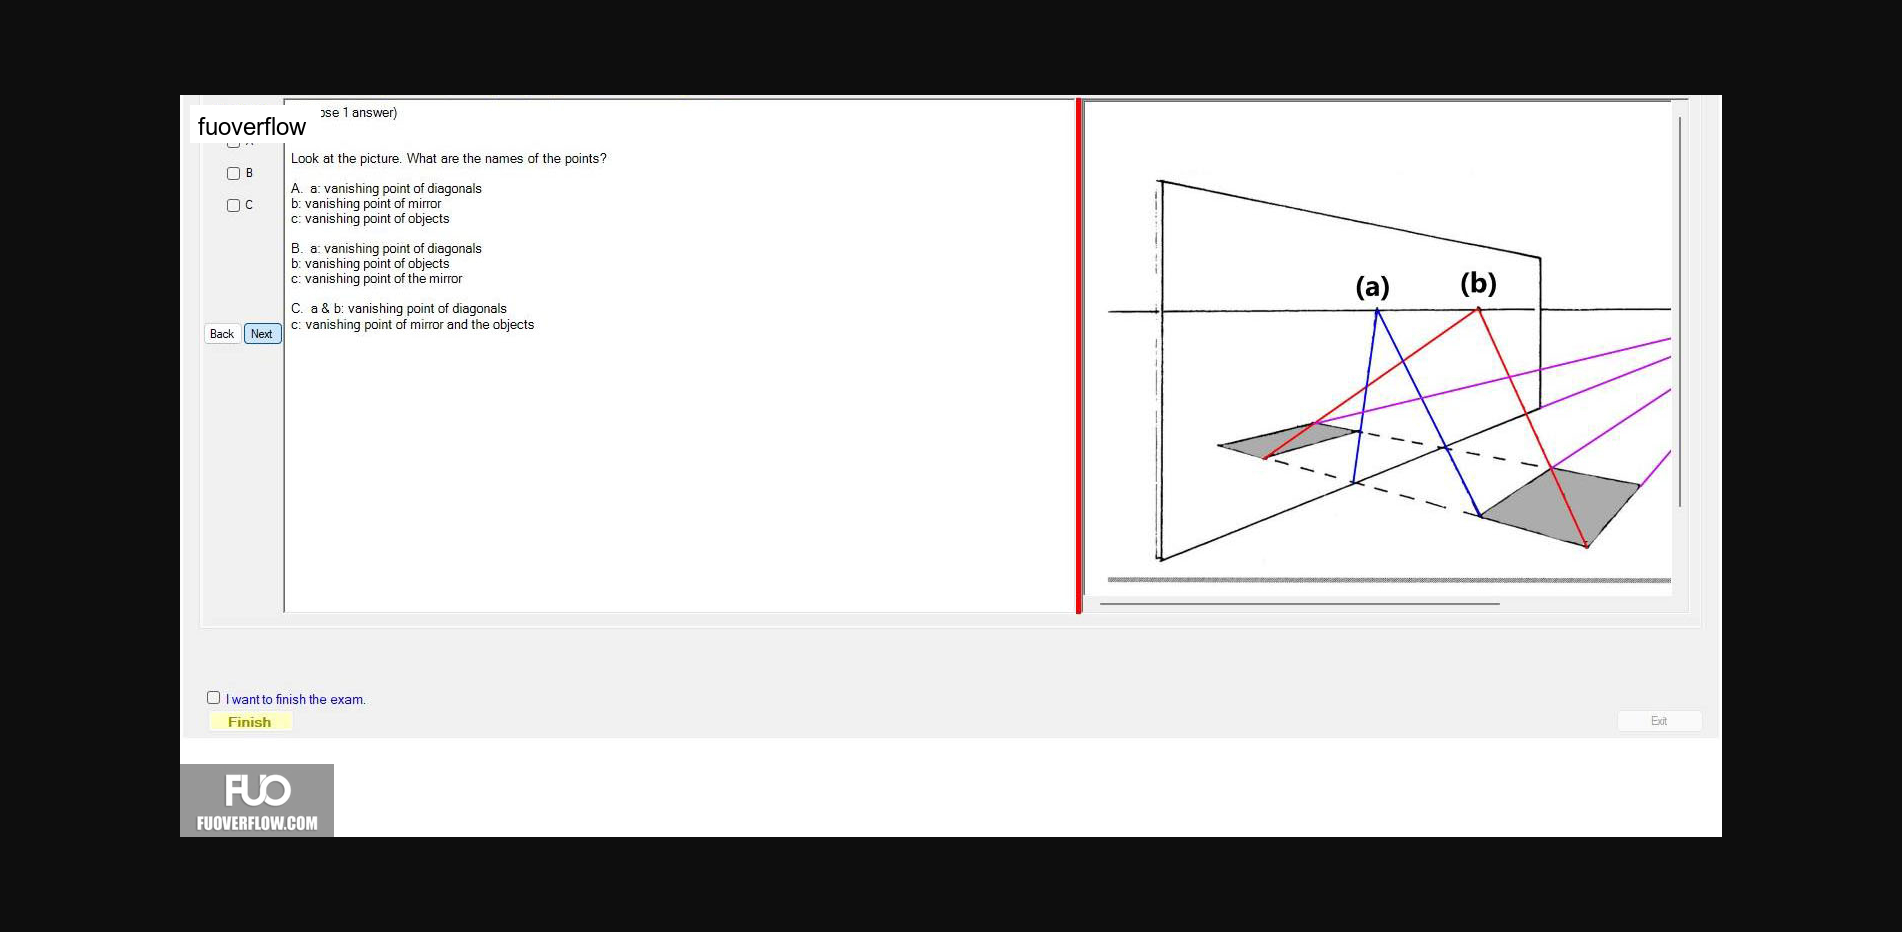 fuoverflow
ose 1 answer)
Look at the picture. What are the names of the points?
A. a: vanishing point of diagonals
b: vanishing point of mirror
c: vanishing point of objects
B. a: vanishing point of diagonals
b: vanishing point of objects
c: vanishing point of the mirror
C. a & b: vanishing point of diagonals
c: vanishing point of mirror and the objects
B
C
Back
Next
(a)
(b)
I want to finish the exam.
Finish
Exit
FUO
FUOVERFLOW.COM